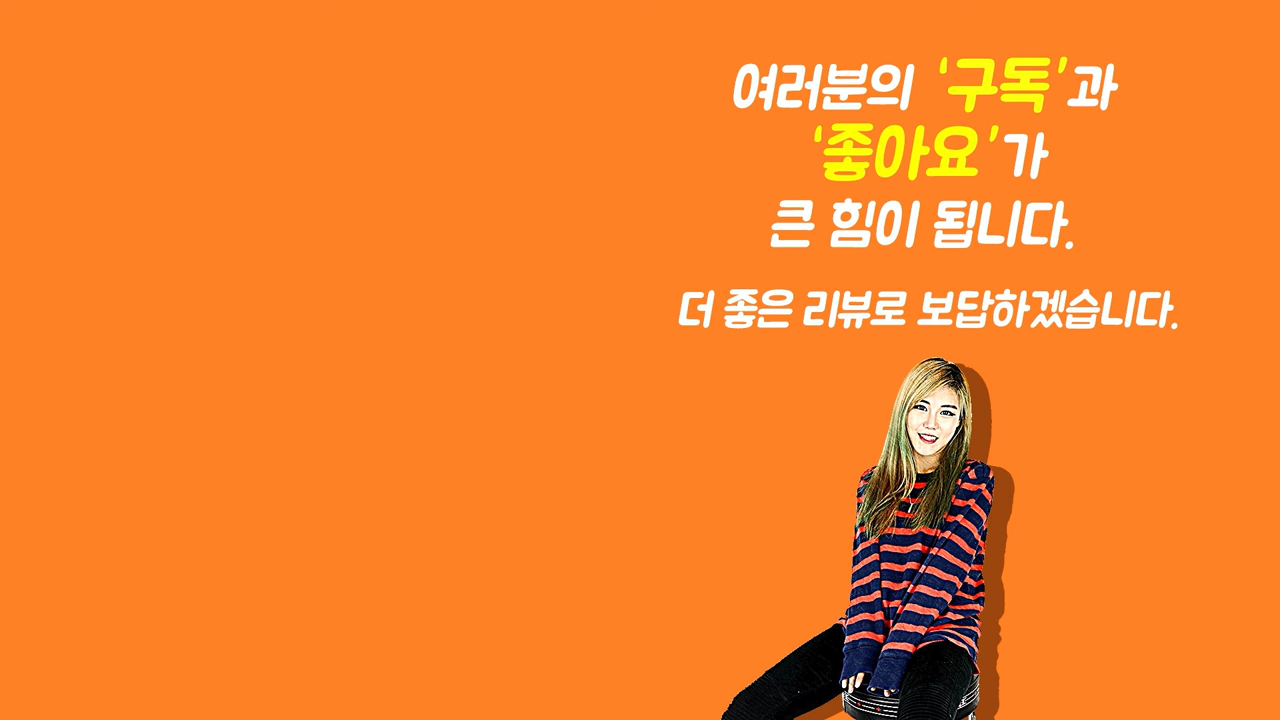 여러분의 ‘구독’과
‘좋아요’가
큰 힘이 됩니다.
더 좋은 리뷰로 보답하겠습니다.